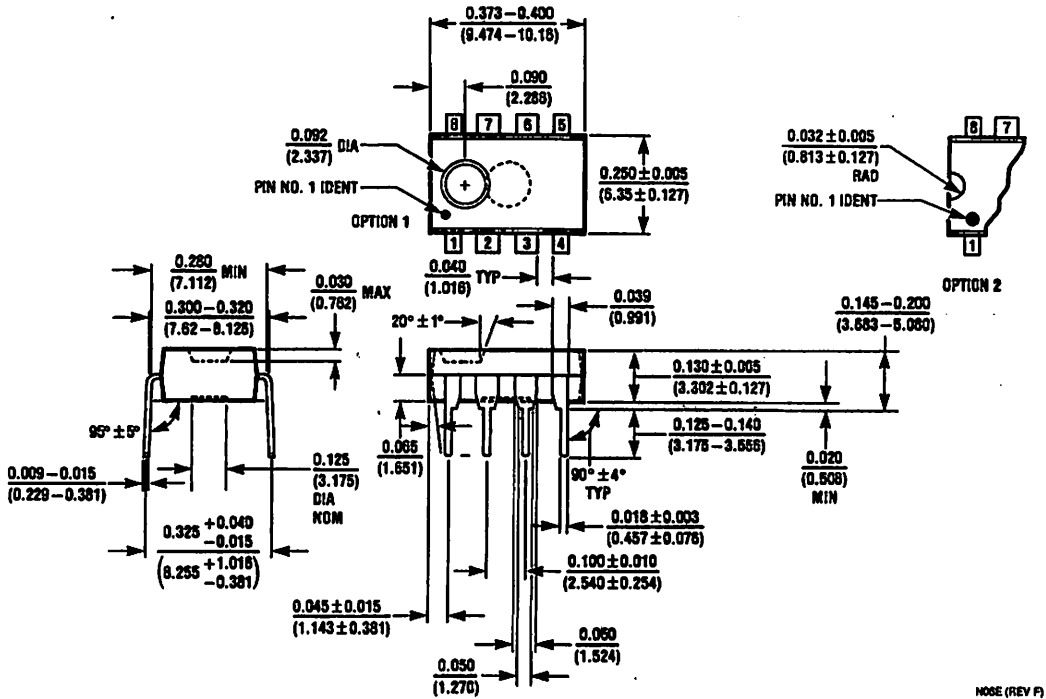 0.373–0.400
(9.474–10.16)
0.090
(2.286)
8 7 6 5
0.092 DIA
(2.337)
PIN NO. 1 IDENT
OPTION 1
0.250 ± 0.005
(6.35 ± 0.127)
1 2 3 4
0.032 ± 0.005
(0.813 ± 0.127)
RAD
8 7
PIN NO. 1 IDENT
1
OPTION 2
0.280 MIN
(7.112)
0.300–0.320
(7.62–8.128)
0.030 MAX
(0.762)
0.040 TYP
(1.016)
20° ± 1°
0.039
(0.991)
0.145–0.200
(3.683–5.080)
0.130 ± 0.005
(3.302 ± 0.127)
95° ± 5°
0.065
(1.651)
0.125–0.140
(3.175–3.556)
90° ± 4°
TYP
0.020
(0.508)
MIN
0.009–0.015
(0.229–0.381)
0.125
(3.175)
DIA
NOM
0.325 +0.040 -0.015
(8.255 +1.016 -0.381)
0.018 ± 0.003
(0.457 ± 0.076)
0.100 ± 0.010
(2.540 ± 0.254)
0.045 ± 0.015
(1.143 ± 0.381)
0.060
(1.524)
0.050
(1.270)
N08E (REV F)